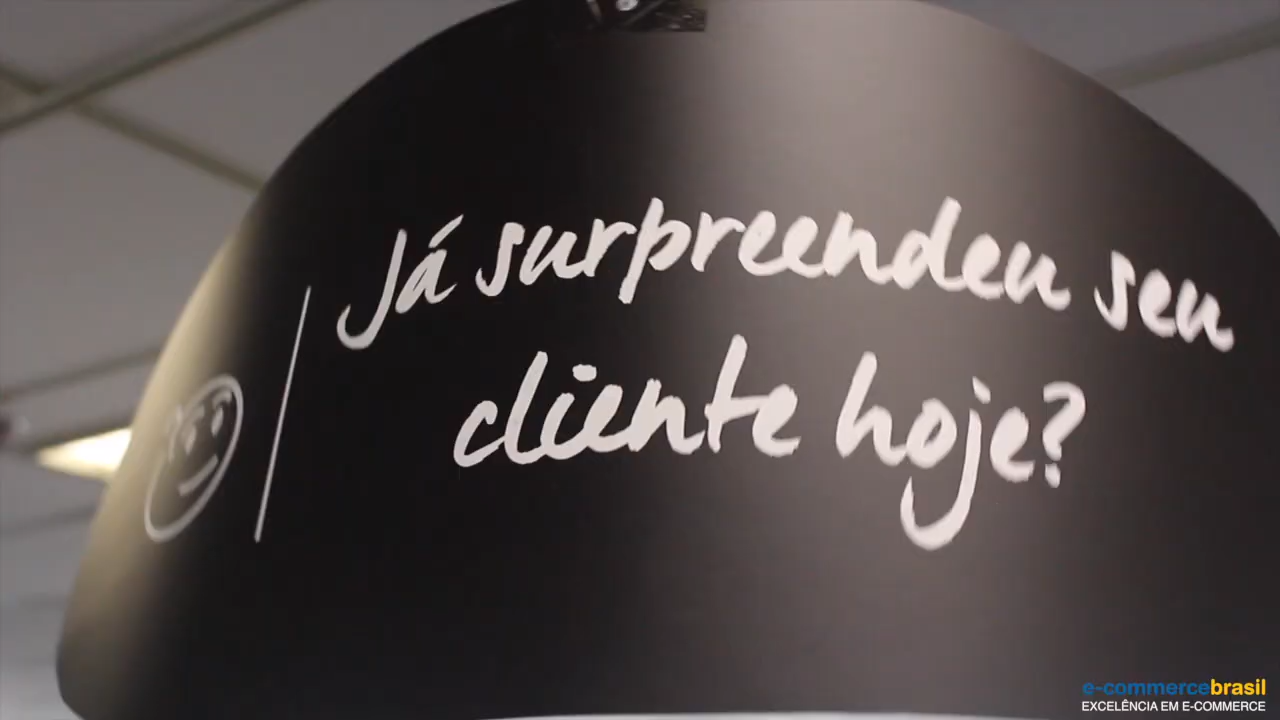 Já surpreendeu seu
cliente hoje?
e-commercebrasil
EXCELÊNCIA EM E-COMMERCE